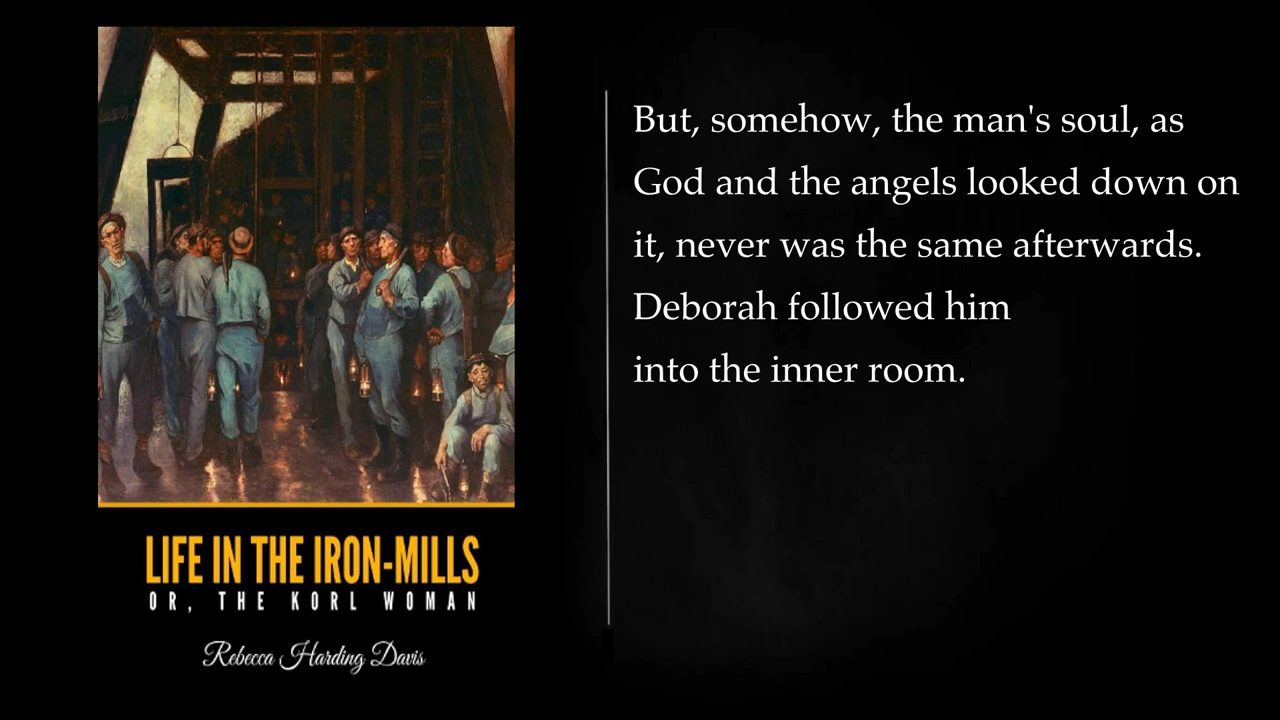 LIFE IN THE IRON-MILLS
OR, THE KORL WOMAN
Rebecca Harding Davis
But, somehow, the man's soul, as
God and the angels looked down on
it, never was the same afterwards.
Deborah followed him
into the inner room.